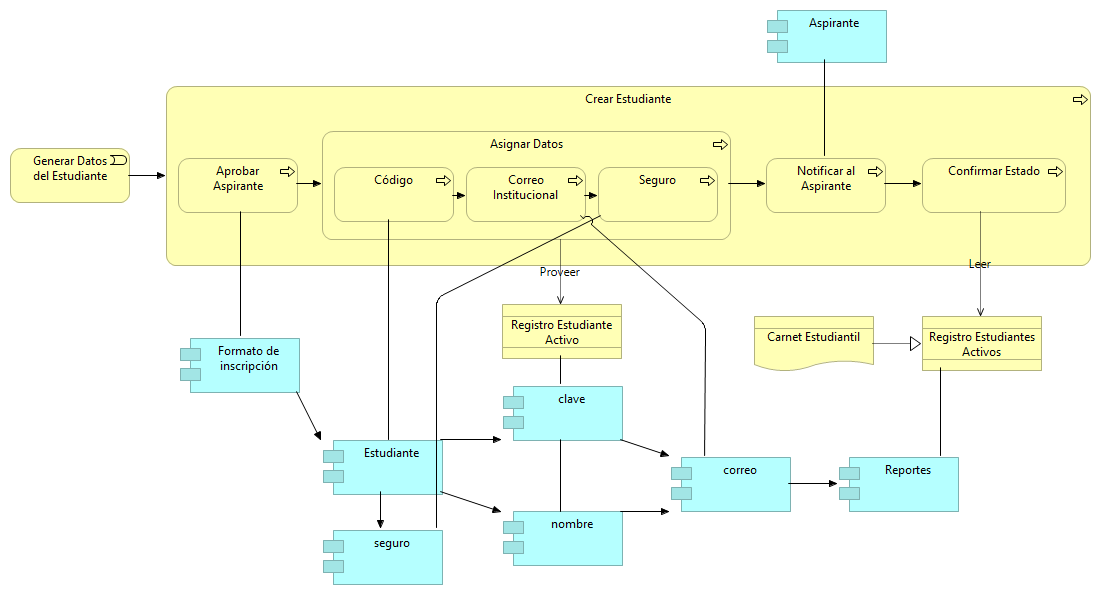 Aspirante
Crear Estudiante
Generar Datos
del Estudiante
Asignar Datos
Aprobar
Aspirante
Código
Correo
Institucional
Seguro
Notificar al
Aspirante
Confirmar Estado
Proveer
Leer
Registro Estudiante
Activo
Carnet Estudiantil
Registro Estudiantes
Activos
Formato de
inscripción
clave
Estudiante
correo
Reportes
nombre
seguro